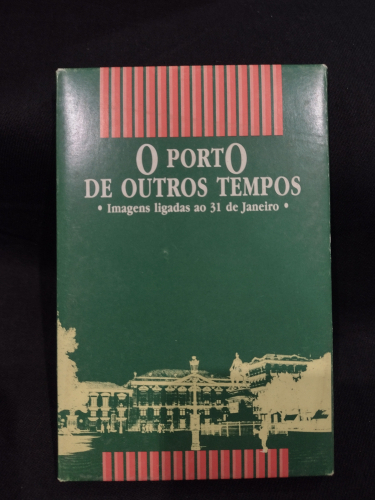 O PORTO
DE OUTROS TEMPOS
• Imagens ligadas ao 31 de Janeiro •